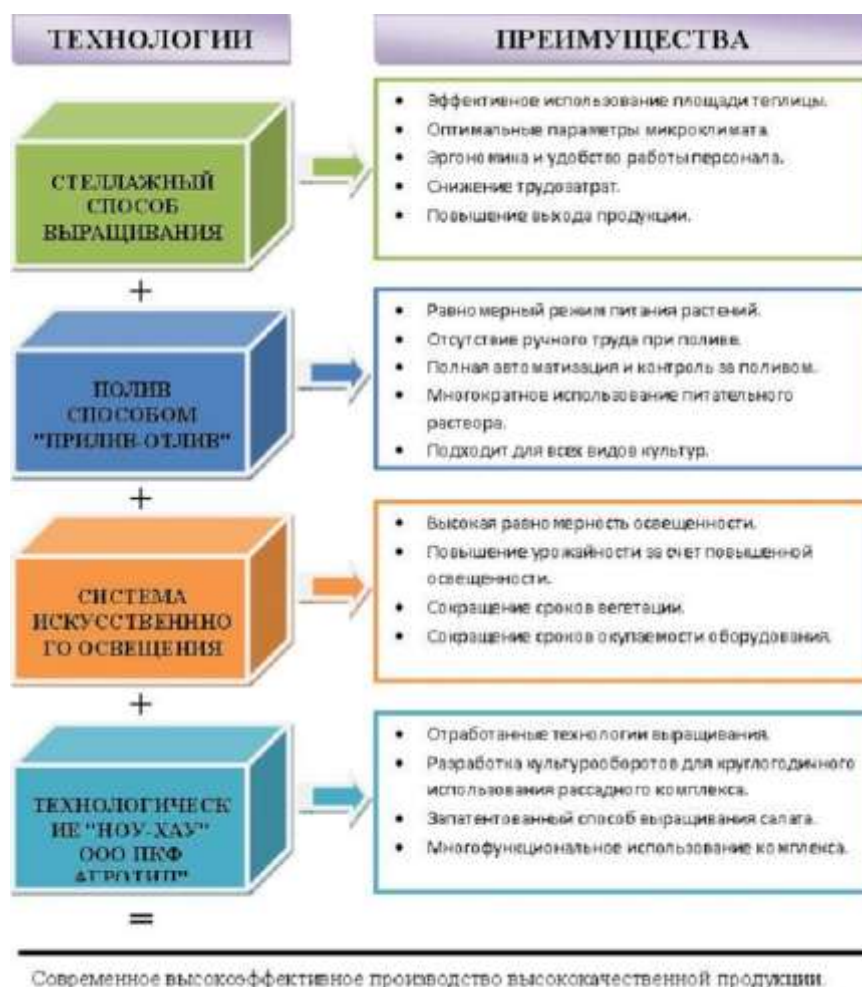 ТЕХНОЛОГИИ
ПРЕИМУЩЕСТВА
СТЕЛЛАЖНЫЙ
СПОСОБ
ВЫРАЩИВАНИЯ
• Эффективное использование площади теплицы.
• Оптимальные параметры микроклимата.
• Эргономика и удобство работы персонала.
• Снижение трудозатрат.
• Повышение выхода продукции.
+
ПОЛИВ
СПОСОБОМ
"ПРИЛИВ-ОТЛИВ"
• Равномерный режим питания растений.
• Отсутствие ручного труда при поливе.
• Полная автоматизация и контроль за поливом.
• Многократное использование питательного
раствора.
• Подходит для всех видов культур.
+
СИСТЕМА
ИСКУССТВЕНННО
ГО ОСВЕЩЕНИЯ
• Высокая равномерность освещенности.
• Повышение урожайности за счет повышенной
освещенности.
• Сокращение сроков вегетации.
• Сокращение сроков окупаемости оборудования.
+
ТЕХНОЛОГИЧЕСК
ИЕ "НОУ-ХАУ"
ООО ПКФ
АГРОТИП"
• Отработанные технологии выращивания.
• Разработка культурооборотов для круглогодичного
использования рассадного комплекса.
• Запатентованный способ выращивания салата.
• Многофункциональное использование комплекса.
=
Современное высокоэффективное производство высококачественной продукции.